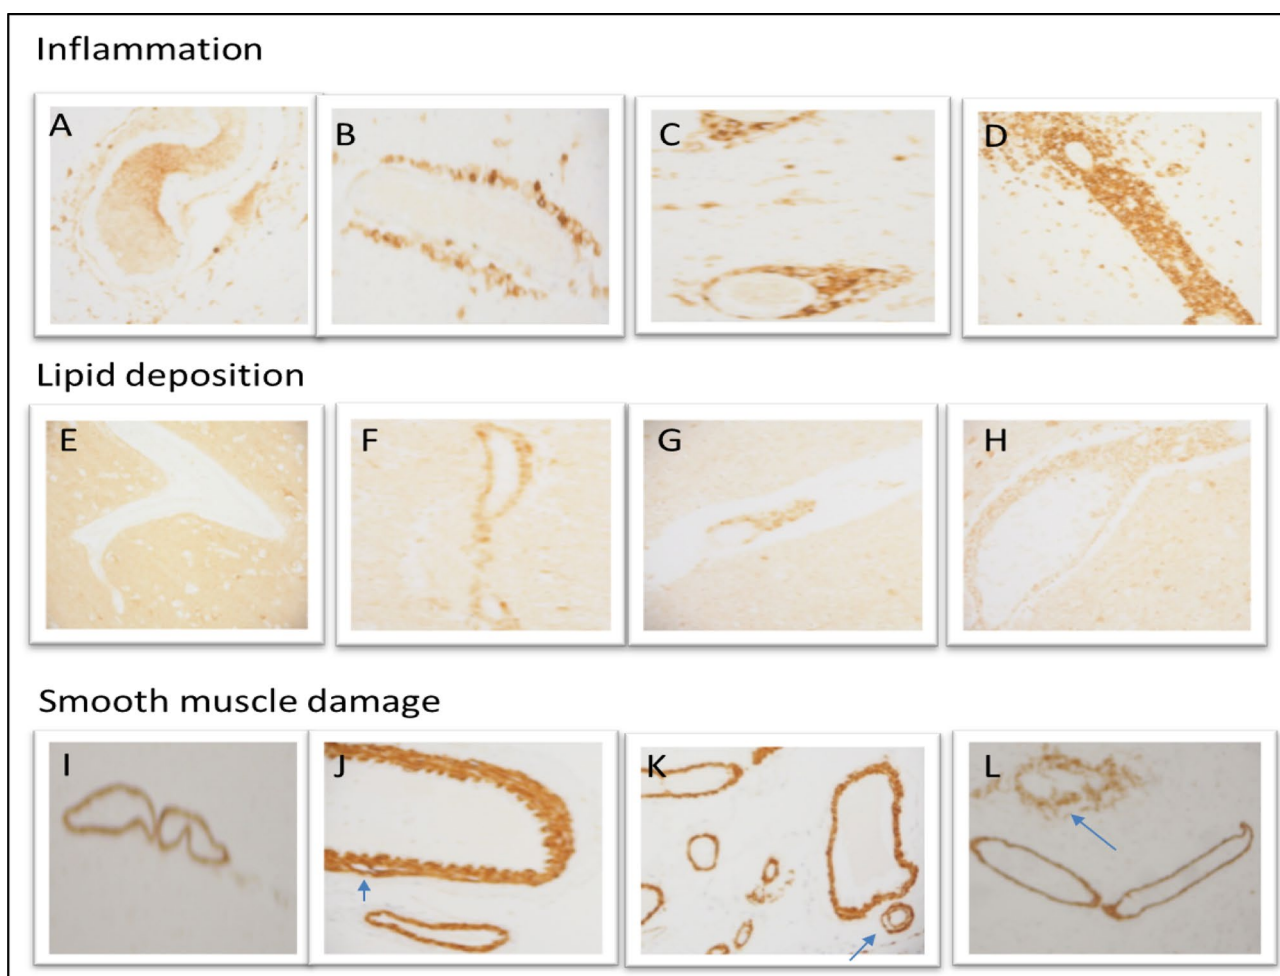 Inflammation
A B C D
Lipid deposition
E F G H
Smooth muscle damage
I J K L